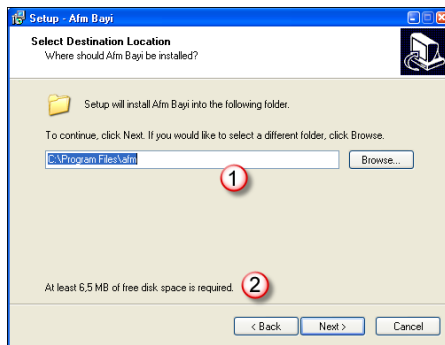 Setup - Afm Bayi
Select Destination Location
Where should Afm Bayi be installed?
Setup will install Afm Bayi into the following folder.
To continue, click Next. If you would like to select a different folder, click Browse.
C:\Program Files\afm
Browse...
1
At least 6,5 MB of free disk space is required.
2
< Back
Next >
Cancel